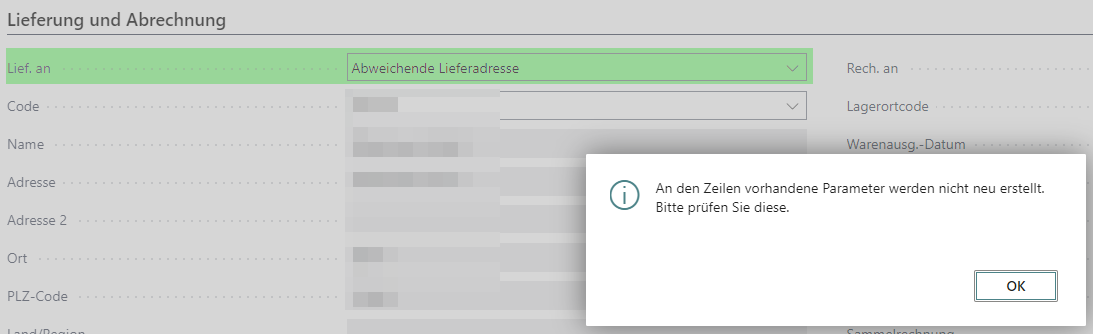 Lieferung und Abrechnung
Lief. an
Abweichende Lieferadresse
Rech. an
Code
Lagerortcode
Name
Warenausg.-Datum
Adresse
An den Zeilen vorhandene Parameter werden nicht neu erstellt.
Bitte prüfen Sie diese.
Adresse 2
Ort
OK
PLZ-Code
Land/Region
Sammelrechnung